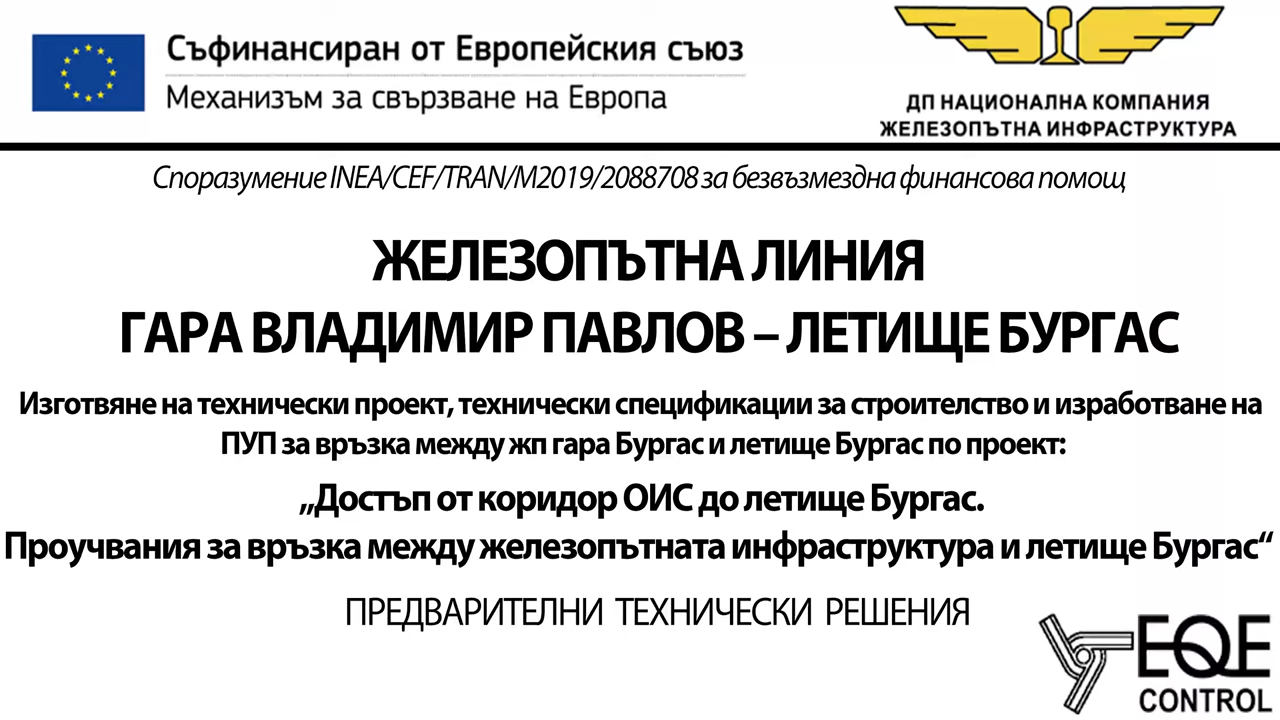 Съфинансиран от Европейския съюз
Механизъм за свързване на Европа
ДП НАЦИОНАЛНА КОМПАНИЯ
ЖЕЛЕЗОПЪТНА ИНФРАСТРУКТУРА
Споразумение INEA/CEF/TRAN/M2019/2088708 за безвъзмездна финансова помощ
ЖЕЛЕЗОПЪТНА ЛИНИЯ
ГАРА ВЛАДИМИР ПАВЛОВ – ЛЕТИЩЕ БУРГАС
Изготвяне на технически проект, технически спецификации за строителство и изработване на
ПУП за връзка между жп гара Бургас и летище Бургас по проект:
„Достъп от коридор ОИС до летище Бургас.
Проучвания за връзка между железопътната инфраструктура и летище Бургас“
ПРЕДВАРИТЕЛНИ ТЕХНИЧЕСКИ РЕШЕНИЯ
EQE
CONTROL